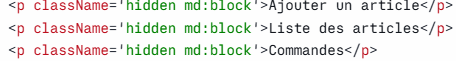 <p className='hidden md:block'>Ajouter un article</p>
<p className='hidden md:block'>Liste des articles</p>
<p className='hidden md:block'>Commandes</p>